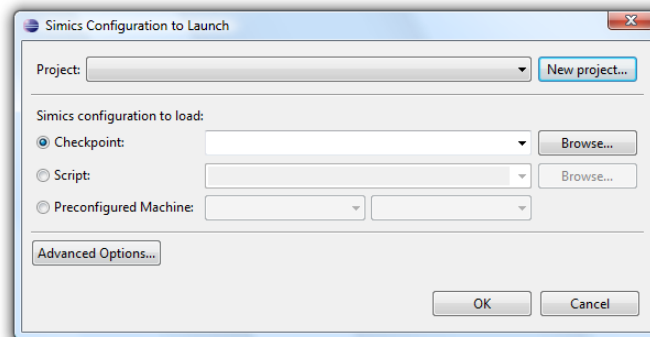 Simics Configuration to Launch
Project: New project...
Simics configuration to load:
Checkpoint: Browse...
Script: Browse...
Preconfigured Machine:
Advanced Options...
OK Cancel